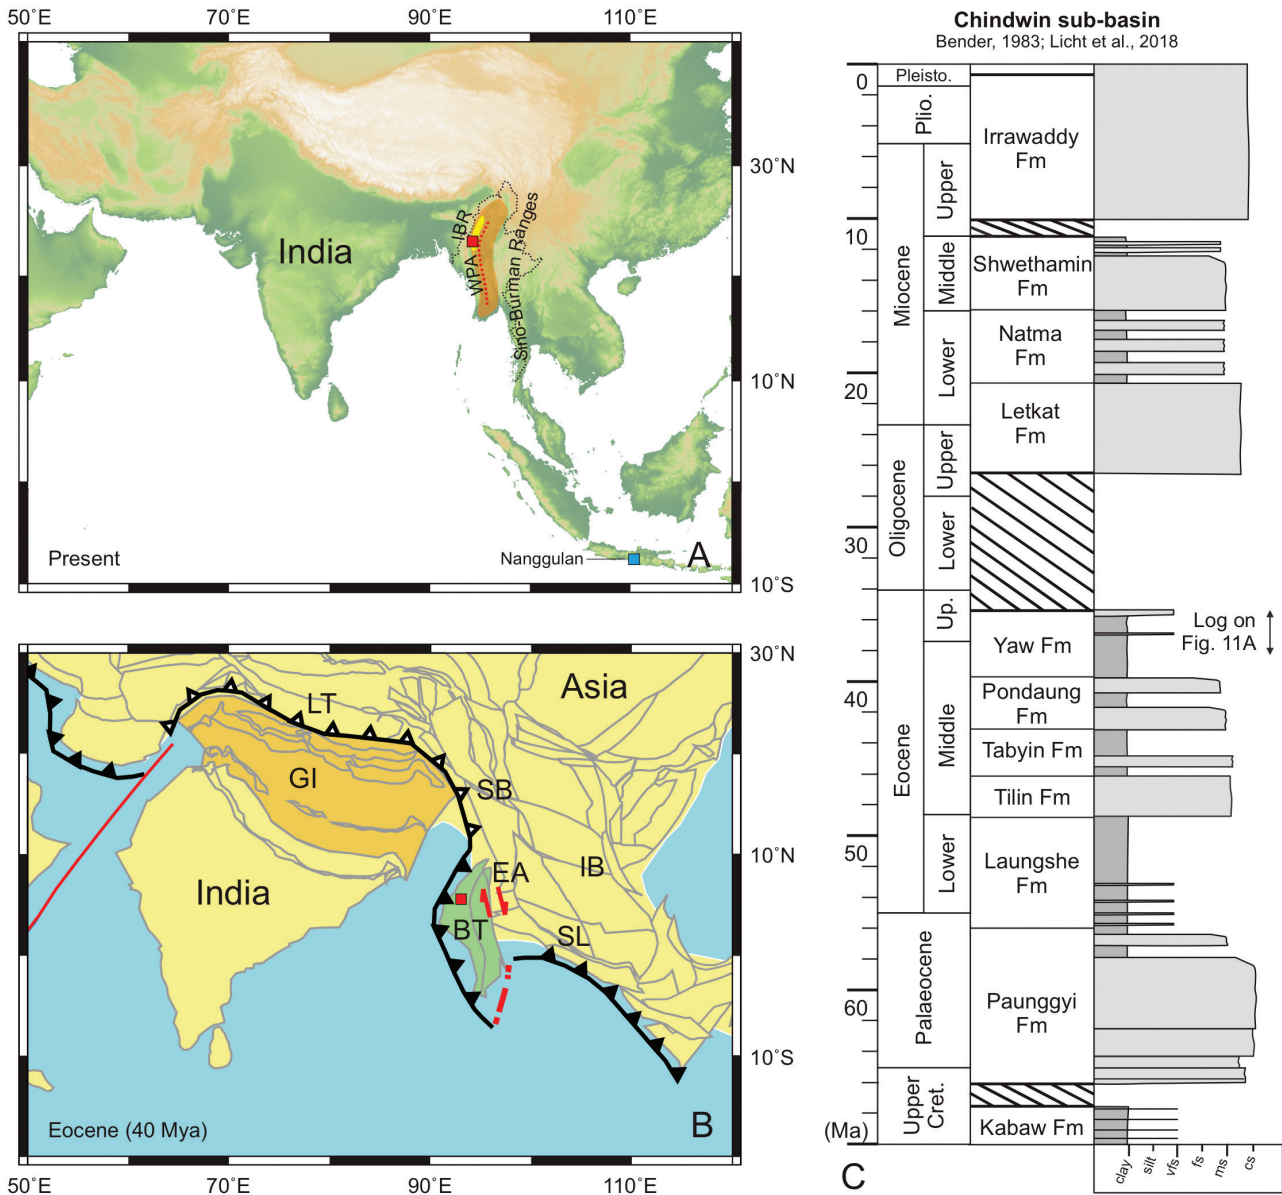 50°E 70°E 90°E 110°E
30°N
10°N
10°S
India
IBR
WPA
Sino-Burman Ranges
Nanggulan
Present
A
30°N
10°N
10°S
Asia
LT
GI
SB
IB
EA
India
BT
SL
Eocene (40 Mya)
B
50°E 70°E 90°E 110°E
Chindwin sub-basin
Bender, 1983; Licht et al., 2018
0
10
20
30
40
50
60
(Ma)
Pleisto.
Plio.
Miocene
Upper
Middle
Lower
Oligocene
Upper
Lower
Eocene
Up.
Middle
Lower
Palaeocene
Upper
Cret.
Irrawaddy
Fm
Shwethamin
Fm
Natma
Fm
Letkat
Fm
Yaw Fm
Pondaung
Fm
Tabyin Fm
Tilin Fm
Laungshe
Fm
Paunggyi
Fm
Kabaw Fm
Log on
Fig. 11A
clay
silt
vfs
fs
ms
cs
C